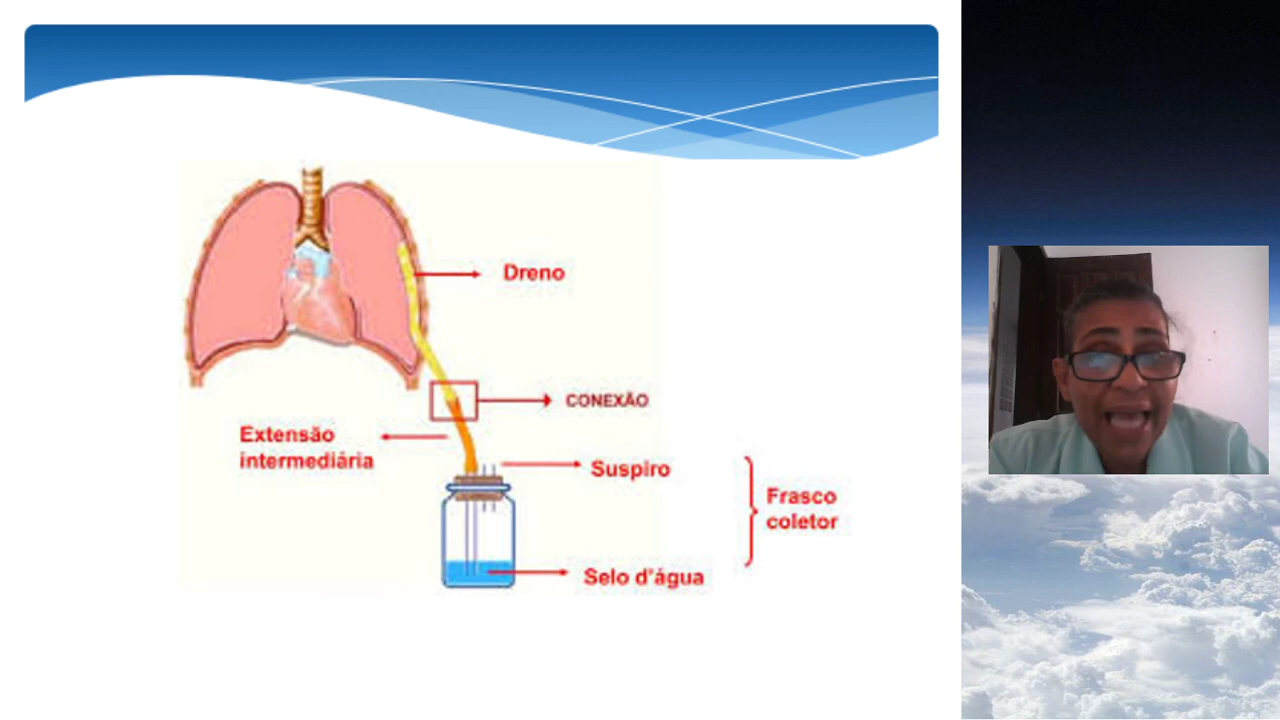 Dreno
CONEXÃO
Extensão
intermediária
Suspiro
Frasco
coletor
Selo d'água